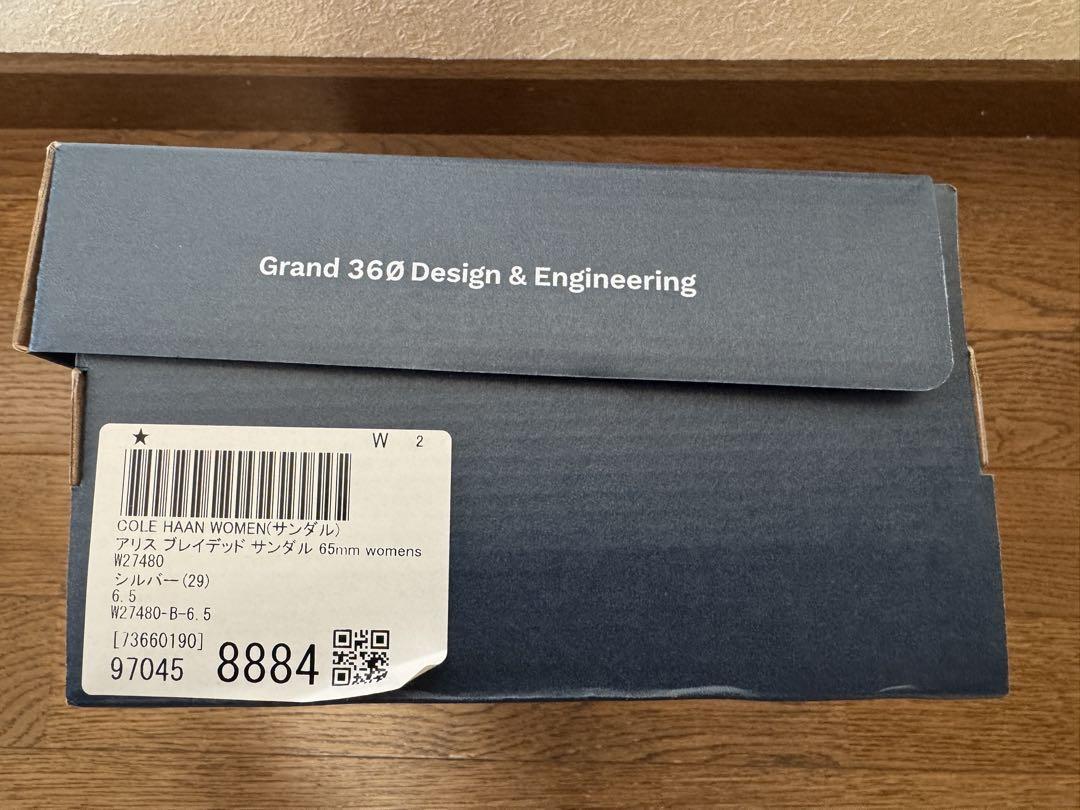 Grand 36Ø Design & Engineering
★ W 2
COLE HAAN WOMEN(サンダル)
アリス ブレイデッド サンダル 65mm womens
W27480
シルバー(29)
6.5
W27480-B-6.5
[73660190]
97045 8884